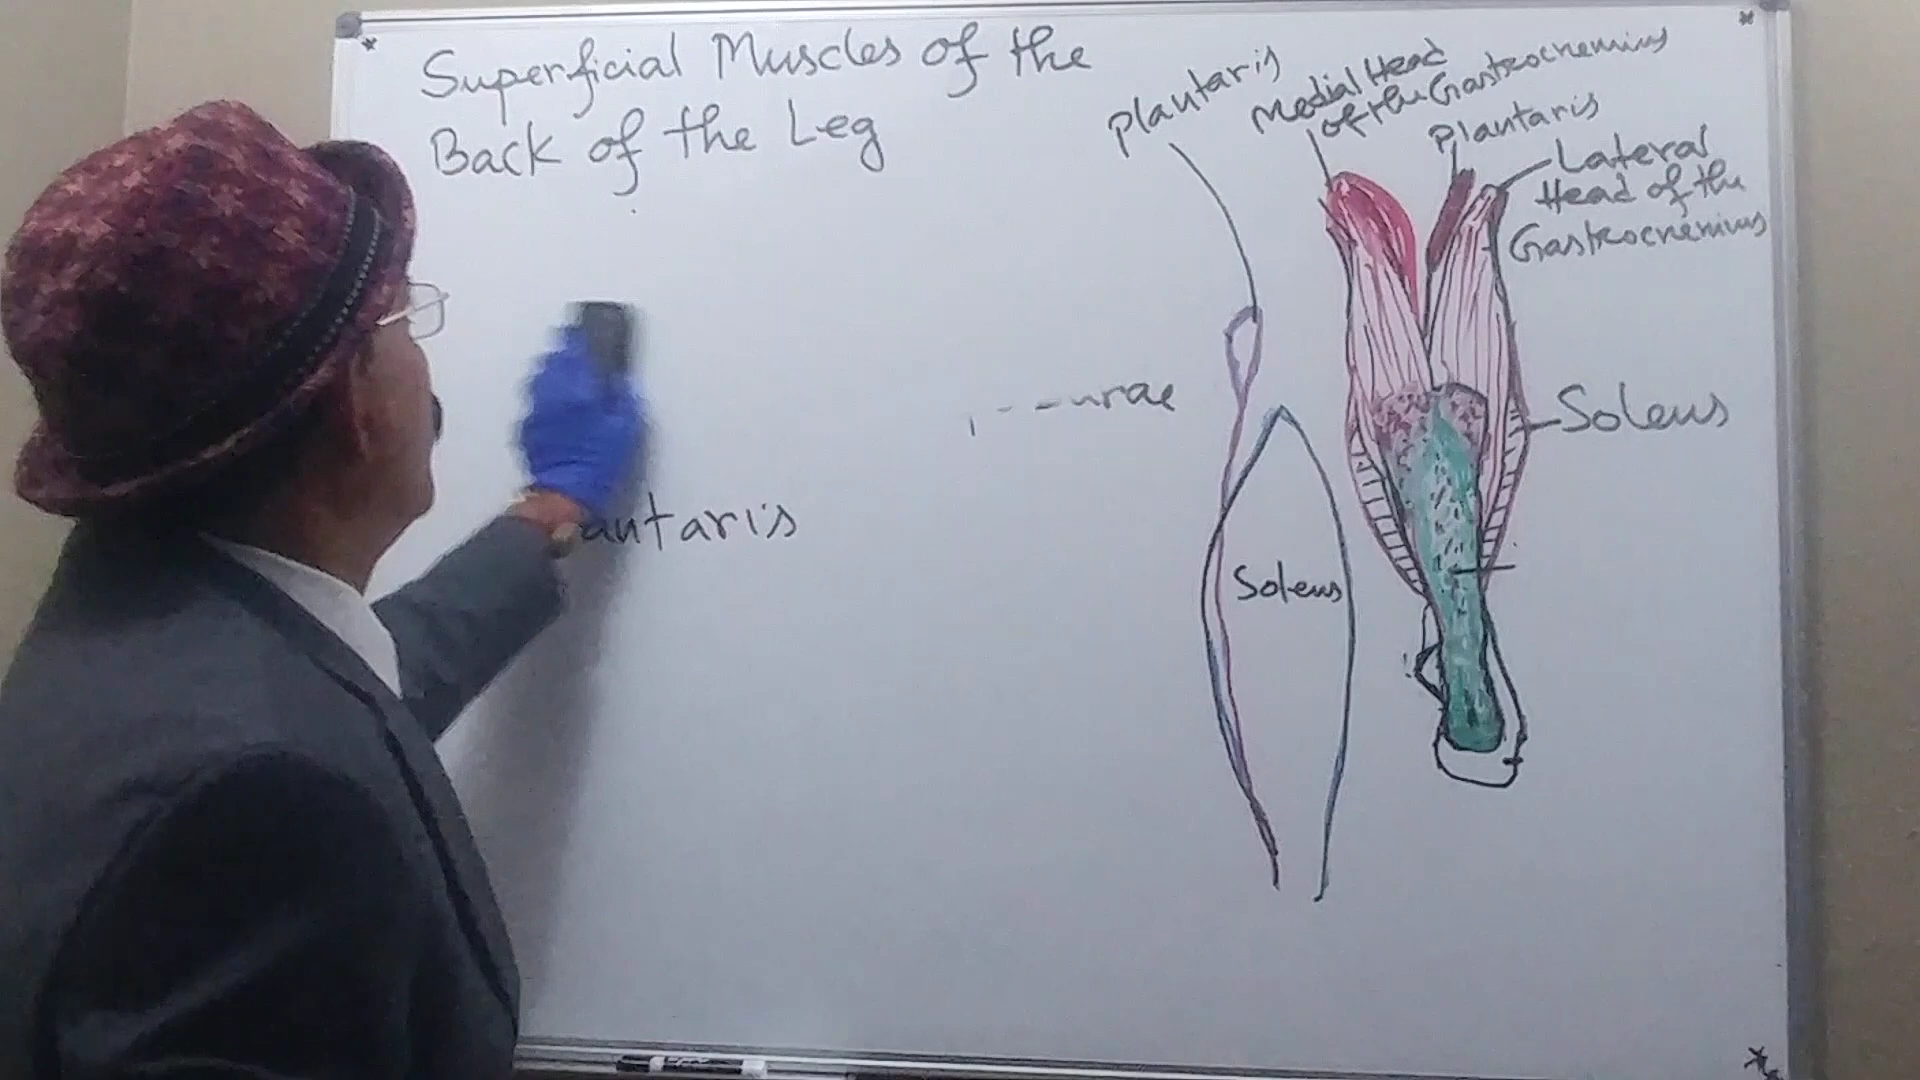 Superficial Muscles of the
Back of the Leg
plantaris
Medial Head
of the Gastrocnemius
Plantaris
Lateral
Head of the
Gastrocnemius
urae
Soleus
antaris
Soleus